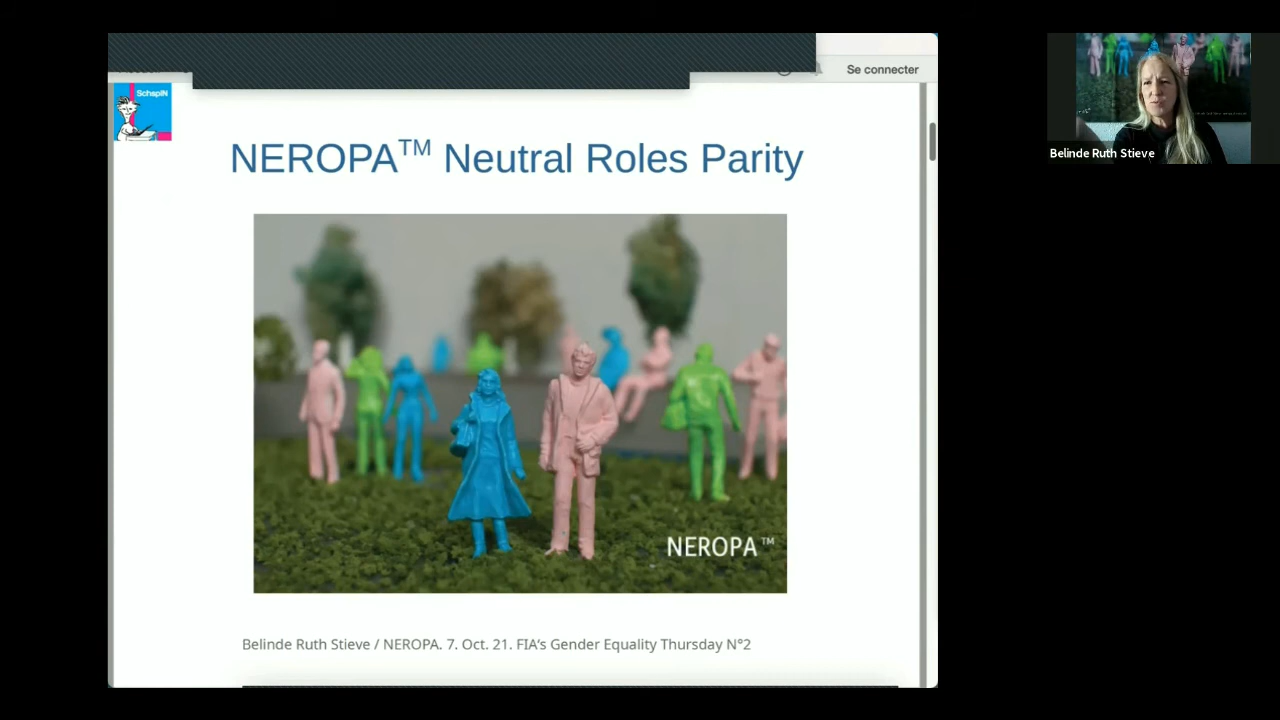 Se connecter
SchspIN
NEROPA™ Neutral Roles Parity
NEROPA™
Belinde Ruth Stieve / NEROPA. 7. Oct. 21. FIA's Gender Equality Thursday N°2
Belinde Ruth Stieve